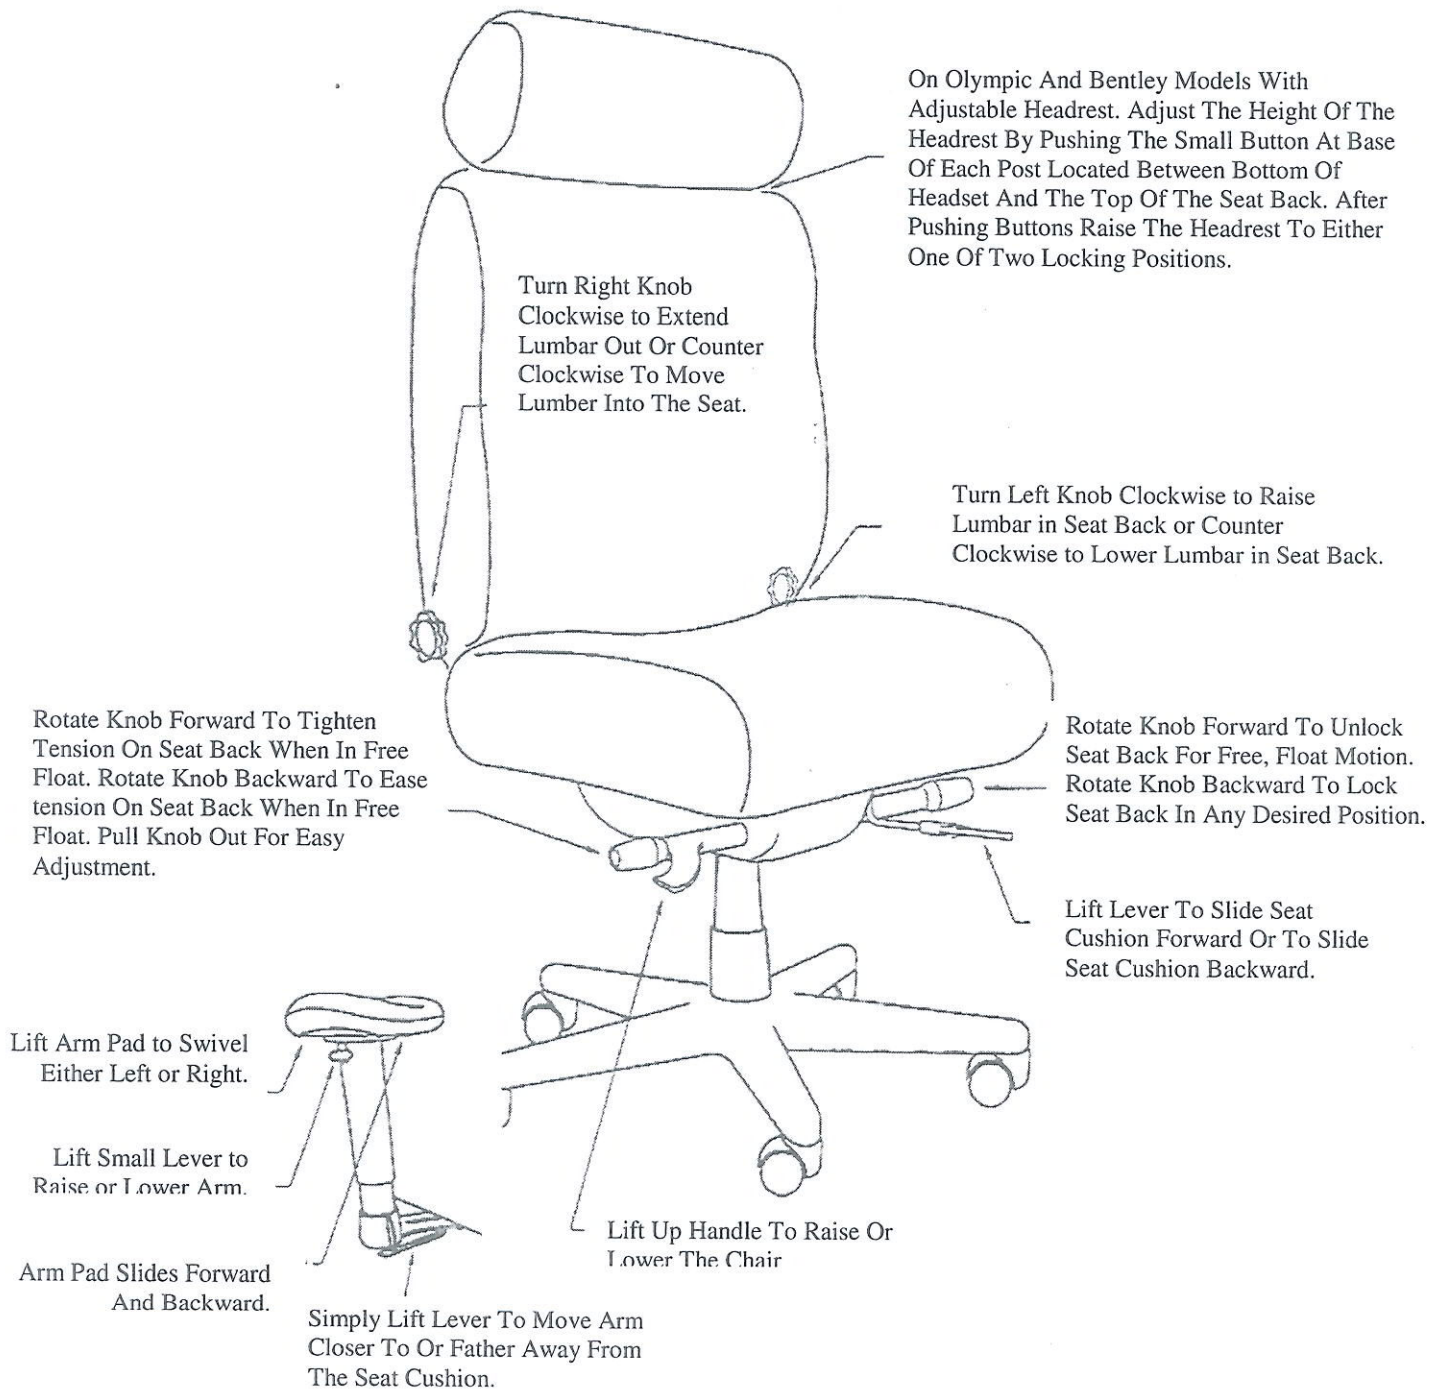 On Olympic And Bentley Models With
Adjustable Headrest. Adjust The Height Of The
Headrest By Pushing The Small Button At Base
Of Each Post Located Between Bottom Of
Headset And The Top Of The Seat Back. After
Pushing Buttons Raise The Headrest To Either
One Of Two Locking Positions.
Turn Right Knob
Clockwise to Extend
Lumbar Out Or Counter
Clockwise To Move
Lumber Into The Seat.
Turn Left Knob Clockwise to Raise
Lumbar in Seat Back or Counter
Clockwise to Lower Lumbar in Seat Back.
Rotate Knob Forward To Tighten
Tension On Seat Back When In Free
Float. Rotate Knob Backward To Ease
tension On Seat Back When In Free
Float. Pull Knob Out For Easy
Adjustment.
Rotate Knob Forward To Unlock
Seat Back For Free, Float Motion.
Rotate Knob Backward To Lock
Seat Back In Any Desired Position.
Lift Lever To Slide Seat
Cushion Forward Or To Slide
Seat Cushion Backward.
Lift Arm Pad to Swivel
Either Left or Right.
Lift Small Lever to
Raise or Lower Arm.
Arm Pad Slides Forward
And Backward.
Lift Up Handle To Raise Or
Lower The Chair
Simply Lift Lever To Move Arm
Closer To Or Father Away From
The Seat Cushion.